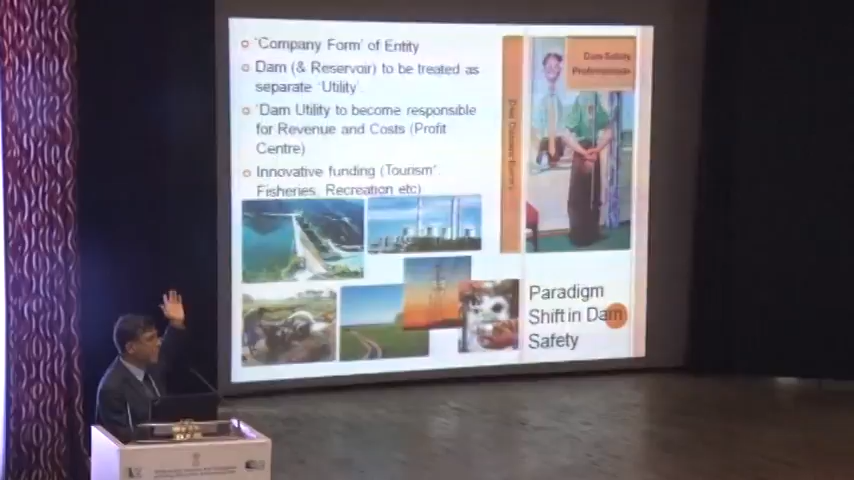 'Company Form' of Entity
Dam (& Reservoir) to be treated as
separate 'Utility'.
'Dam Utility to become responsible
for Revenue and Costs (Profit
Centre)
Innovative funding (Tourism'.
Fisheries, Recreation etc)
Dam Safety
Professionals
Paradigm
Shift in Dam
Safety